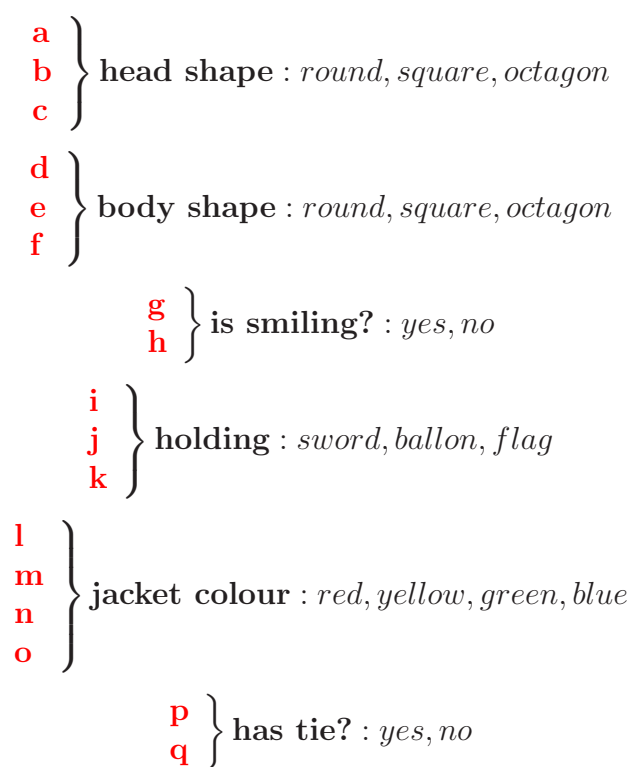 a
b
c
head shape : round, square, octagon
d
e
f
body shape : round, square, octagon
g
h
is smiling? : yes, no
i
j
k
holding : sword, ballon, flag
l
m
n
o
jacket colour : red, yellow, green, blue
p
q
has tie? : yes, no